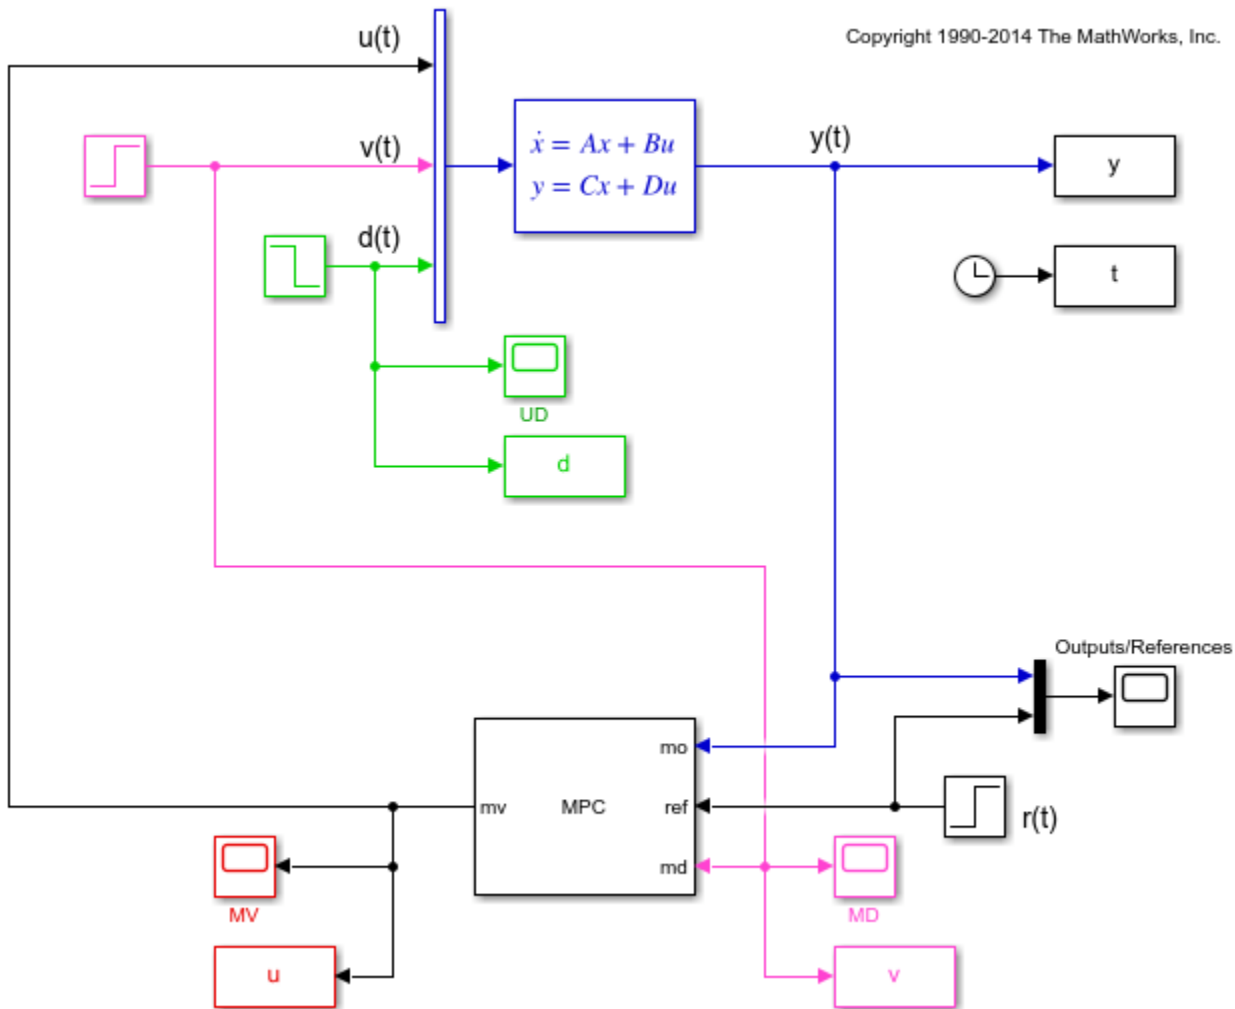 u(t)
Copyright 1990-2014 The MathWorks, Inc.
v(t)
ẋ = Ax + Bu
y = Cx + Du
y(t)
y
d(t)
t
UD
d
Outputs/References
mo
mv
MPC
ref
r(t)
md
MV
MD
u
v